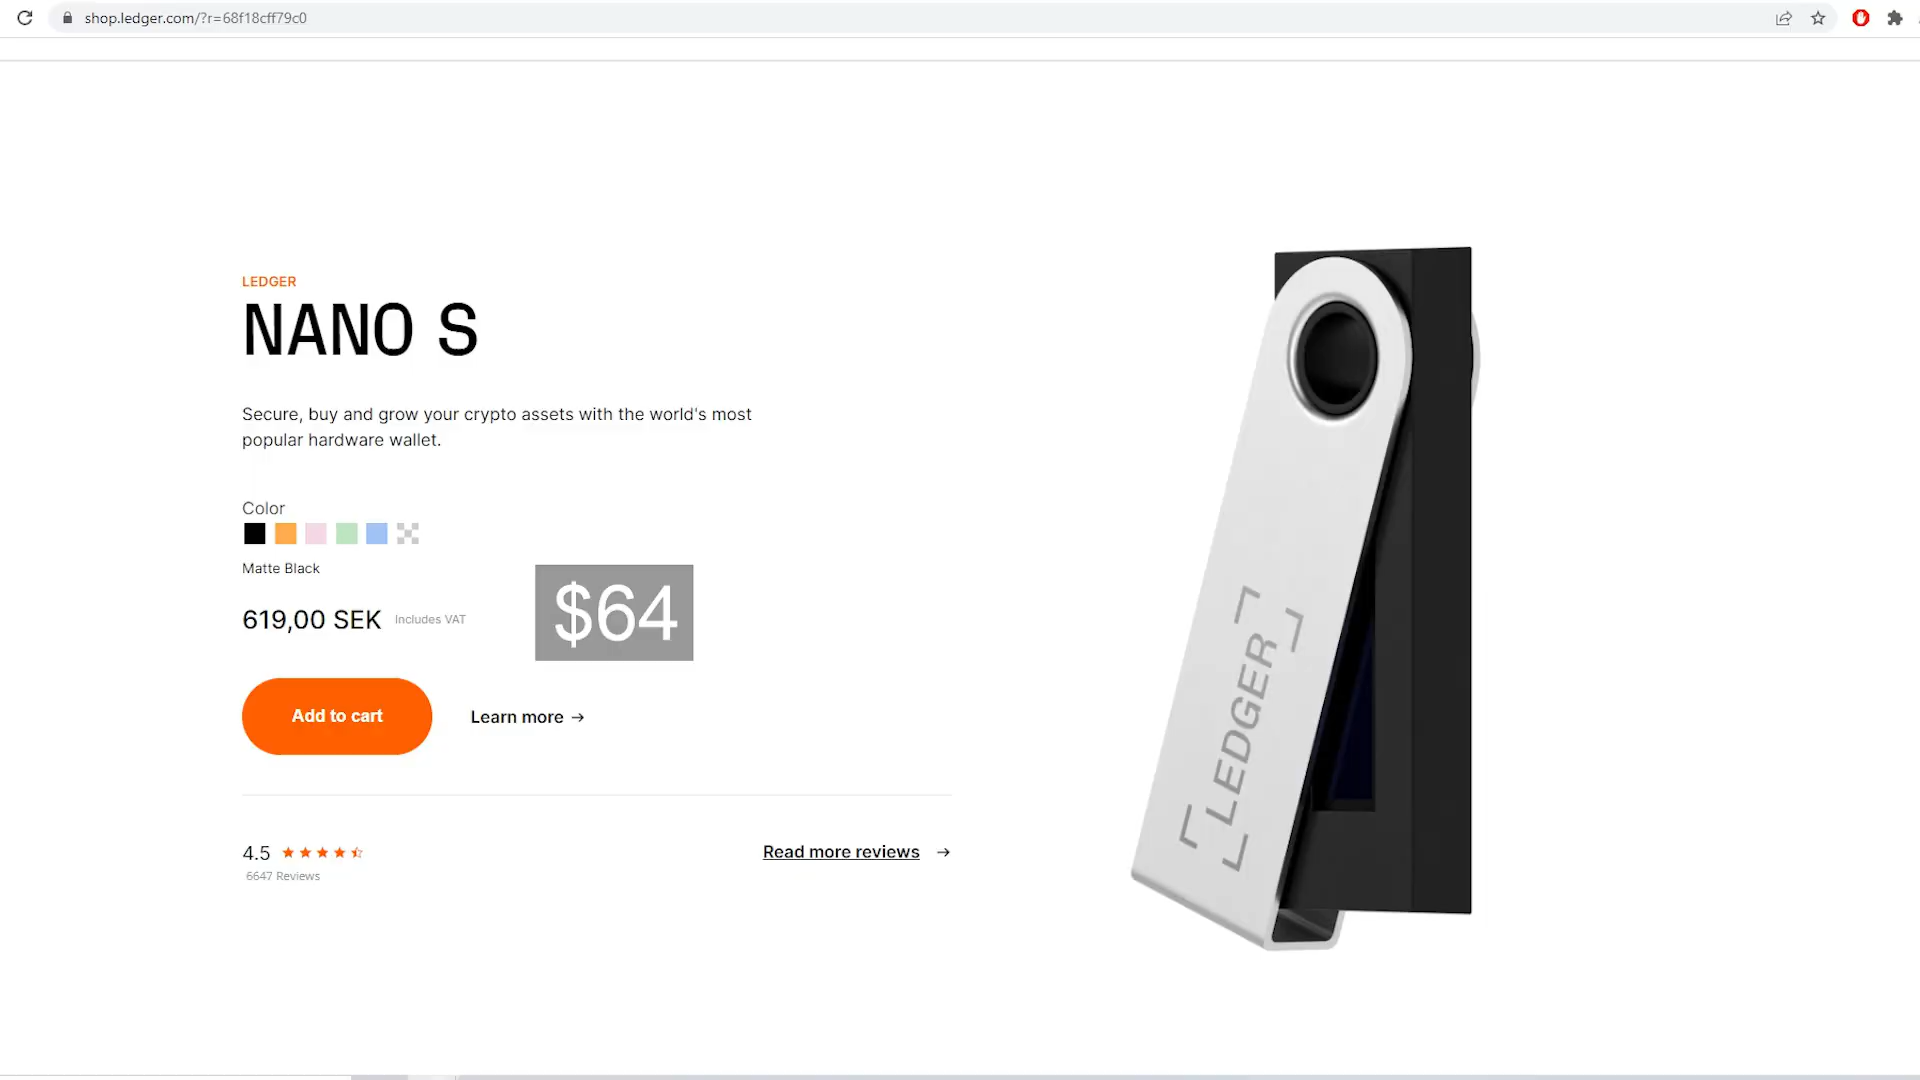 shop.ledger.com/?r=68f18cff79c0
LEDGER
NANO S
Secure, buy and grow your crypto assets with the world's most
popular hardware wallet.
Color
Matte Black
619,00 SEK Includes VAT
$64
Add to cart
Learn more →
4.5
6647 Reviews
Read more reviews →
LEDGER